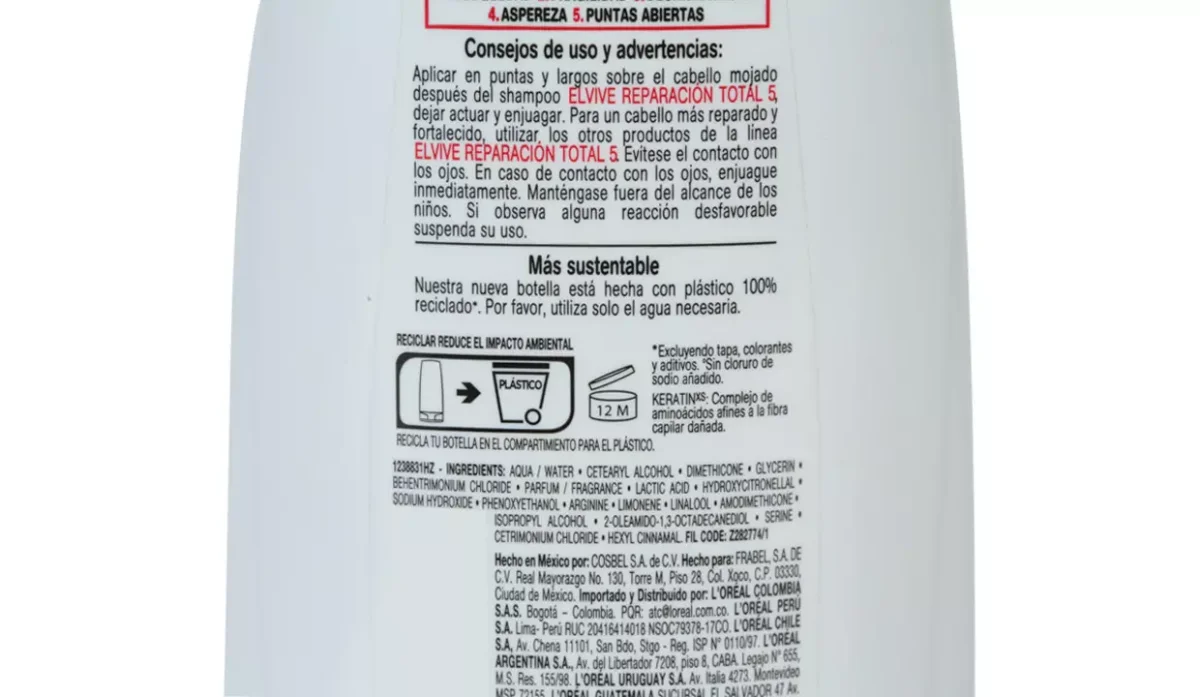 4. ASPEREZA 5. PUNTAS ABIERTAS
Consejos de uso y advertencias:
Aplicar en puntas y largos sobre el cabello mojado
después del shampoo ELVIVE REPARACIÓN TOTAL 5,
dejar actuar y enjuagar. Para un cabello más reparado y
fortalecido, utilizar los otros productos de la línea
ELVIVE REPARACIÓN TOTAL 5. Evítese el contacto con
los ojos. En caso de contacto con los ojos, enjuague
inmediatamente. Manténgase fuera del alcance de los
niños. Si observa alguna reacción desfavorable
suspenda su uso.
Más sustentable
Nuestra nueva botella está hecha con plástico 100%
reciclado*. Por favor, utiliza solo el agua necesaria.
RECICLAR REDUCE EL IMPACTO AMBIENTAL
PLÁSTICO
12 M
RECICLA TU BOTELLA EN EL COMPARTIMIENTO PARA EL PLÁSTICO.
*Excluyendo tapa, colorantes
y aditivos. °Sin cloruro de
sodio añadido.
KERATINXS: Complejo de
aminoácidos afines a la fibra
capilar dañada.
1238831HZ - INGREDIENTS: AQUA / WATER • CETEARYL ALCOHOL • DIMETHICONE • GLYCERIN •
BEHENTRIMONIUM CHLORIDE • PARFUM / FRAGRANCE • LACTIC ACID • HYDROXYCITRONELLAL •
SODIUM HYDROXIDE • PHENOXYETHANOL • ARGININE • LIMONENE • LINALOOL • AMODIMETHICONE •
ISOPROPYL ALCOHOL • 2-OLEAMIDO-1,3-OCTADECANEDIOL • SERINE •
CETRIMONIUM CHLORIDE • HEXYL CINNAMAL. FIL CODE: Z282774/1
Hecho en México por: COSBEL S.A. de C.V. Hecho para: FRABEL, S.A. DE
C.V. Real Mayorazgo No. 130, Torre M, Piso 28, Col. Xoco, C.P. 03330,
Ciudad de México. Importado y Distribuido por: L'ORÉAL COLOMBIA
S.A.S. Bogotá – Colombia. PQR: atc@loreal.com.co. L'ORÉAL PERÚ
S.A. Lima- Perú RUC 20416414018 NSOC79378-17CO. L'ORÉAL CHILE
S.A, Av. Chena 11101, San Bdo, Stgo - Reg. ISP N° 0110/97. L'ORÉAL
ARGENTINA S.A., Av. del Libertador 7208, piso 8, CABA. Legajo N° 655,
M.S. Res. 155/98. L'ORÉAL URUGUAY S.A. Av. Italia 4273 Montevideo
MSP 72155. L'ORÉAL GUATEMALA SUCURSAL EL SALVADOR 47 Av.